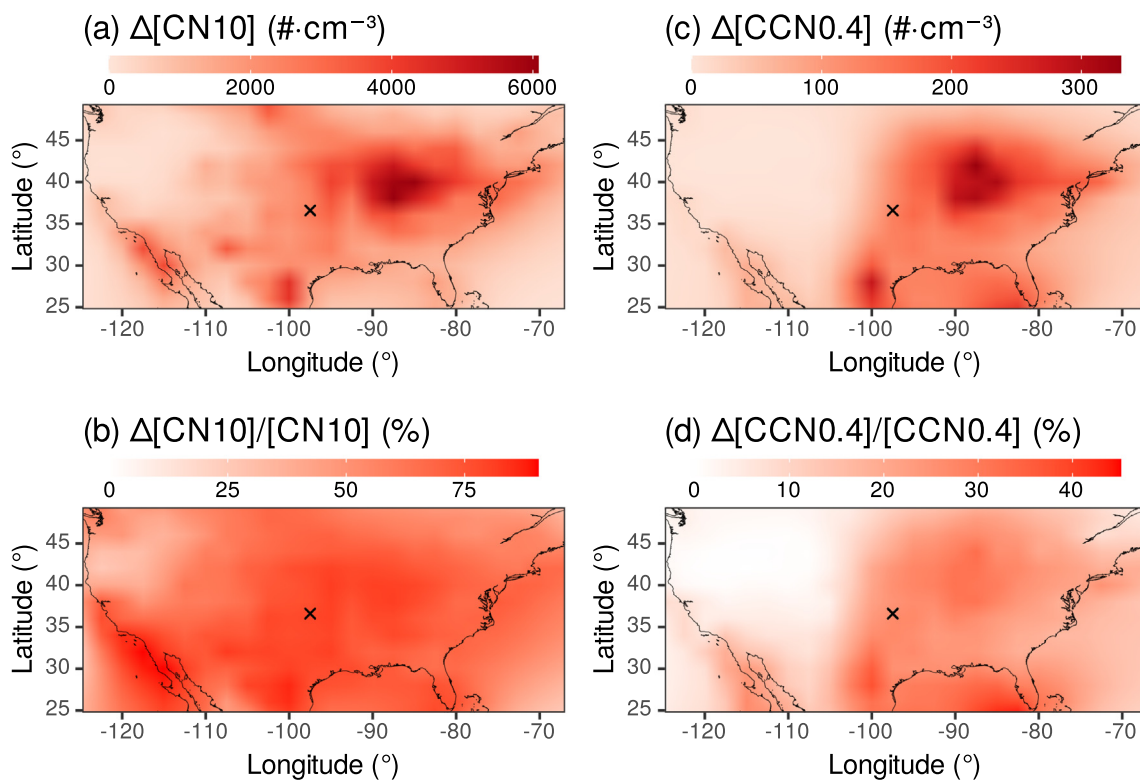 (a) Δ[CN10] (#·cm⁻³)
0 2000 4000 6000
Latitude (°)
45
40
35
30
25
-120 -110 -100 -90 -80 -70
Longitude (°)
(c) Δ[CCN0.4] (#·cm⁻³)
0 100 200 300
Latitude (°)
45
40
35
30
25
-120 -110 -100 -90 -80 -70
Longitude (°)
(b) Δ[CN10]/[CN10] (%)
0 25 50 75
Latitude (°)
45
40
35
30
25
-120 -110 -100 -90 -80 -70
Longitude (°)
(d) Δ[CCN0.4]/[CCN0.4] (%)
0 10 20 30 40
Latitude (°)
45
40
35
30
25
-120 -110 -100 -90 -80 -70
Longitude (°)